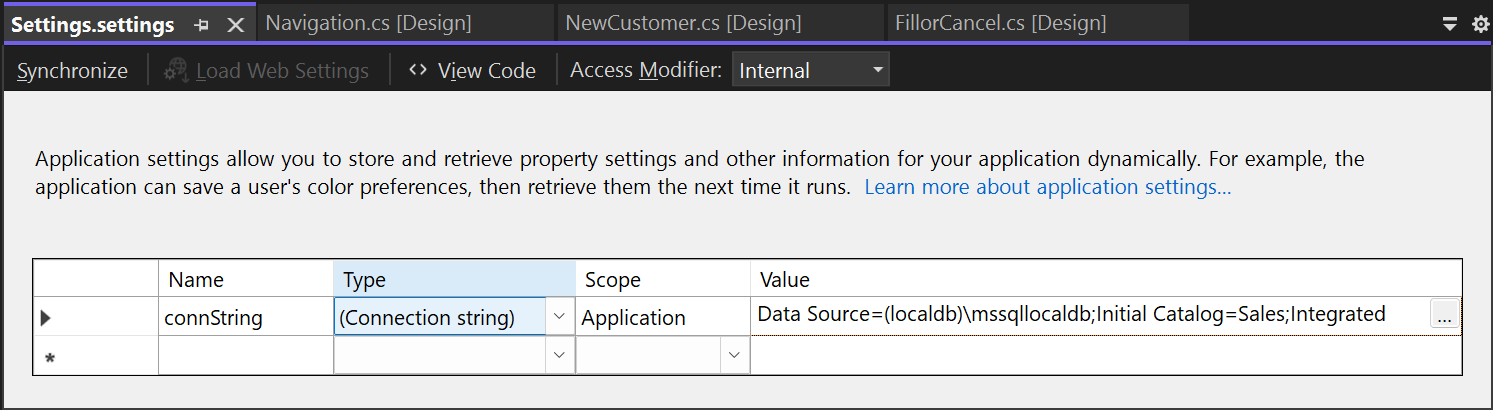 Settings.settings Navigation.cs [Design] NewCustomer.cs [Design] FillorCancel.cs [Design]
Synchronize Load Web Settings <> View Code Access Modifier: Internal
Application settings allow you to store and retrieve property settings and other information for your application dynamically. For example, the
application can save a user's color preferences, then retrieve them the next time it runs. Learn more about application settings...
Name Type Scope Value
connString (Connection string) Application Data Source=(localdb)\mssqllocaldb;Initial Catalog=Sales;Integrated ...
*